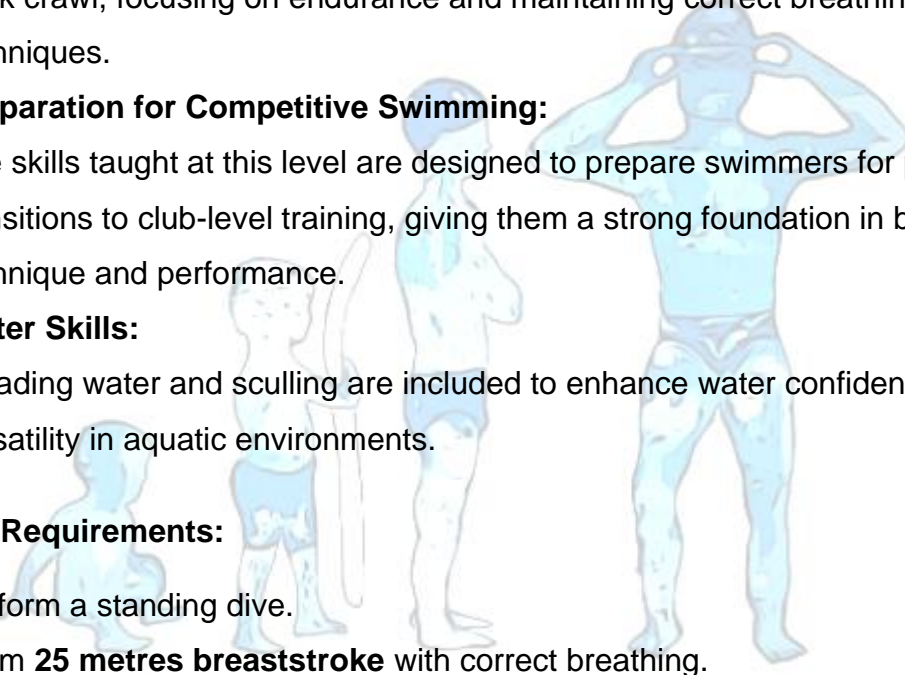 k crawl, focusing on endurance and maintaining correct breathin
hniques.
paration for Competitive Swimming:
e skills taught at this level are designed to prepare swimmers for
nsitions to club-level training, giving them a strong foundation in b
hnique and performance.
ter Skills:
ading water and sculling are included to enhance water confiden
satility in aquatic environments.
Requirements:
form a standing dive.
m 25 metres breaststroke with correct breathing.